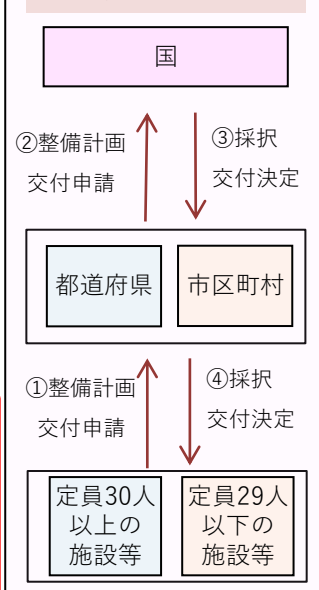 国
②整備計画
交付申請
③採択
交付決定
都道府県
市区町村
①整備計画
交付申請
④採択
交付決定
定員30人
以上の
施設等
定員29人
以下の
施設等